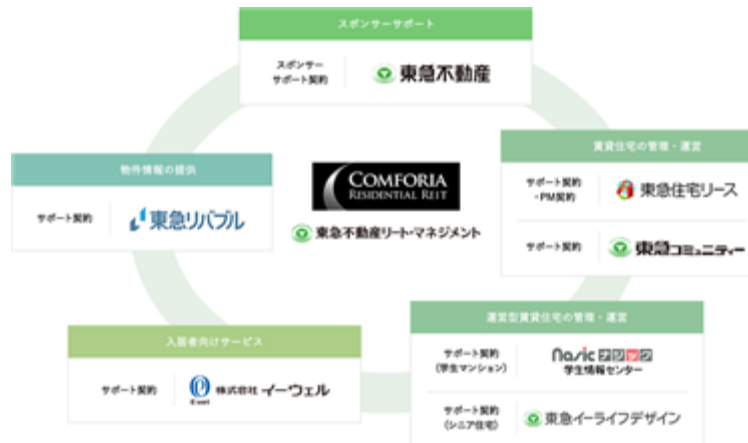 スポンサーサポート
スポンサー
サポート契約
東急不動産
物件情報の提供
サポート契約
東急リバブル
COMFORIA
RESIDENTIAL REIT
東急不動産リート・マネジメント
賃貸住宅の管理・運営
サポート契約
・PM契約
東急住宅リース
サポート契約
東急コミュニティー
入居者向けサービス
サポート契約
株式会社イーウェル
運営型賃貸住宅の管理・運営
サポート契約
(学生マンション)
Nasic ナジック
学生情報センター
サポート契約
(シニア住宅)
東急イーライフデザイン